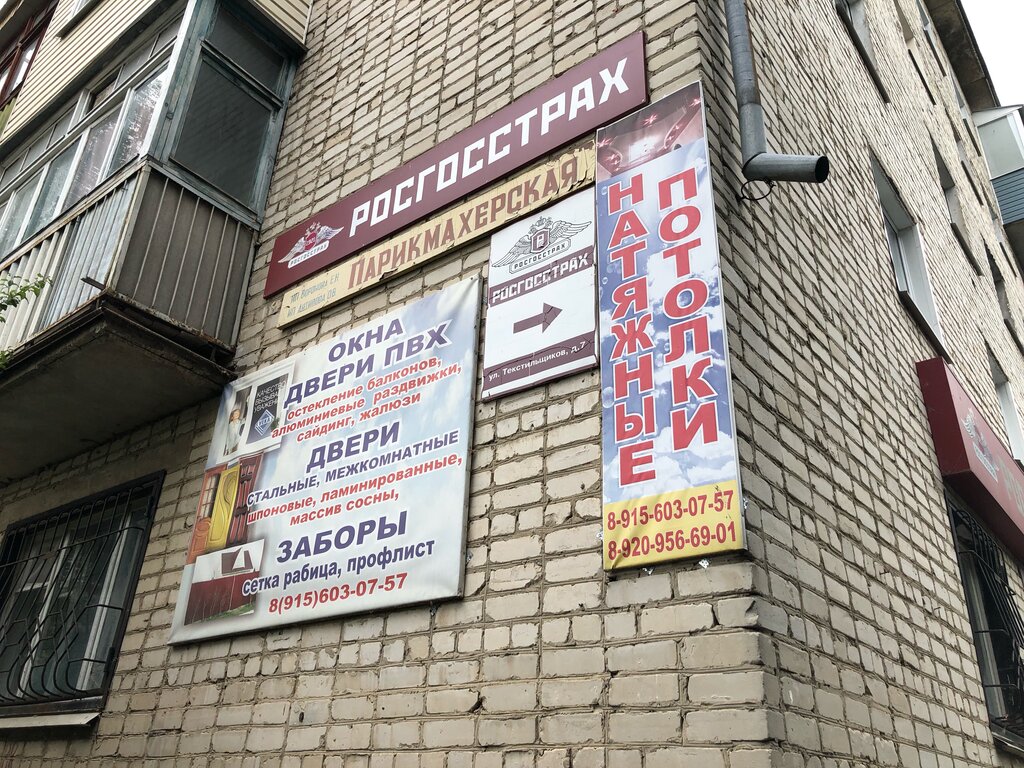 РОСГОССТРАХ
РОСГОССТРАХ
ПАРИКМАХЕРСКАЯ
РОСГОССТРАХ
РОСГОССТРАХ
ул. Текстильщиков, д.7
НАТЯЖНЫЕ
ПОТОЛКИ
8-915-603-07-57
8-920-956-69-01
ОКНА
ДВЕРИ ПВХ
остекление балконов,
алюминиевые раздвижки,
сайдинг, жалюзи
ДВЕРИ
СТАЛЬНЫЕ, МЕЖКОМНАТНЫЕ
шпоновые, ламинированные,
массив сосны,
ЗАБОРЫ
сетка рабица, профлист
8(915)603-07-57